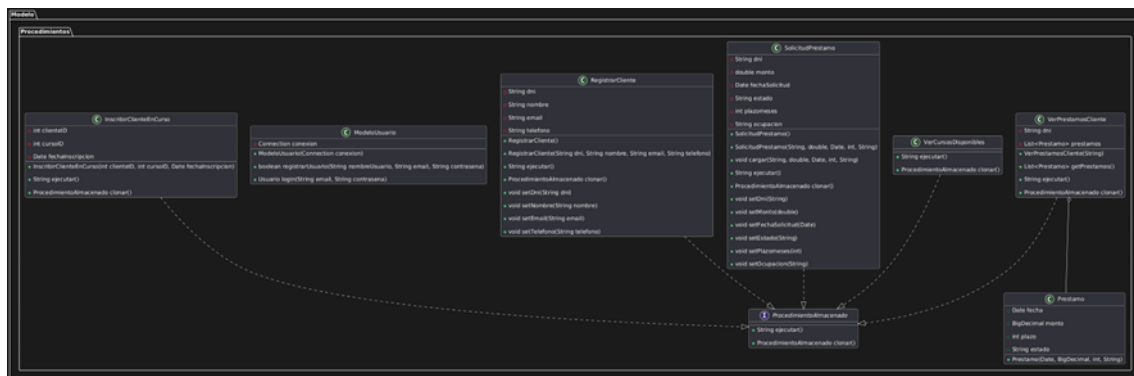 Modelo
Procedimientos
InscribirClienteEnCurso
int clienteID
int cursoID
Date fechaInscripcion
InscribirClienteEnCurso(int clienteID, int cursoID, Date fechaInscripcion)
String ejecutar()
ProcedimientoAlmacenado clonar()
ModeloUsuario
Connection conexion
ModeloUsuario(Connection conexion)
boolean registrarUsuario(String nombreUsuario, String email, String contrasena)
Usuario login(String email, String contrasena)
RegistrarCliente
String dni
String nombre
String email
String telefono
RegistrarCliente()
RegistrarCliente(String dni, String nombre, String email, String telefono)
String ejecutar()
ProcedimientoAlmacenado clonar()
void setDni(String dni)
void setNombre(String nombre)
void setEmail(String email)
void setTelefono(String telefono)
SolicitudPrestamo
String dni
double monto
Date fechaSolicitud
String estado
int plazomeses
String ocupacion
SolicitudPrestamo()
SolicitudPrestamo(String, double, Date, int, String)
void cargar(String, double, Date, int, String)
String ejecutar()
ProcedimientoAlmacenado clonar()
void setDni(String)
void setMonto(double)
void setFechaSolicitud(Date)
void setEstado(String)
void setPlazomeses(int)
void setOcupacion(String)
VerCursosDisponibles
String ejecutar()
ProcedimientoAlmacenado clonar()
VerPrestamosCliente
String dni
List<Prestamo> prestamos
VerPrestamosCliente(String)
List<Prestamo> getPrestamos()
String ejecutar()
ProcedimientoAlmacenado clonar()
ProcedimientoAlmacenado
String ejecutar()
ProcedimientoAlmacenado clonar()
Prestamo
Date fecha
BigDecimal monto
int plazo
String estado
Prestamo(Date, BigDecimal, int, String)